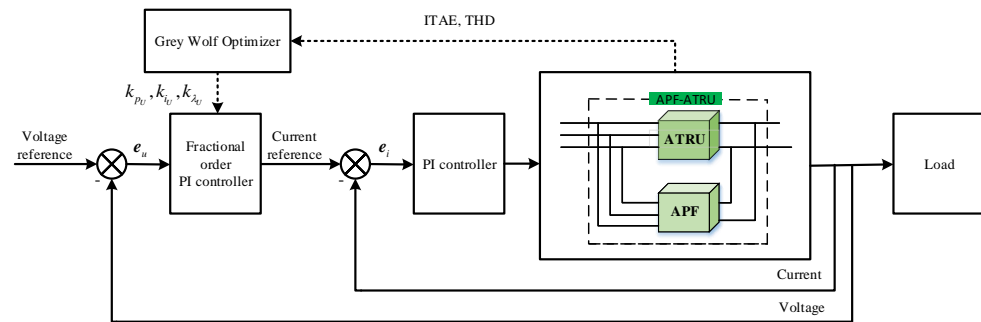 ITAE, THD
Grey Wolf Optimizer
k_{p_U}, k_{i_U}, k_{λ_U}
APF-ATRU
Voltage
reference
e_u
-
Fractional
order
PI controller
Current
reference
e_i
-
PI controller
ATRU
APF
Load
Current
Voltage